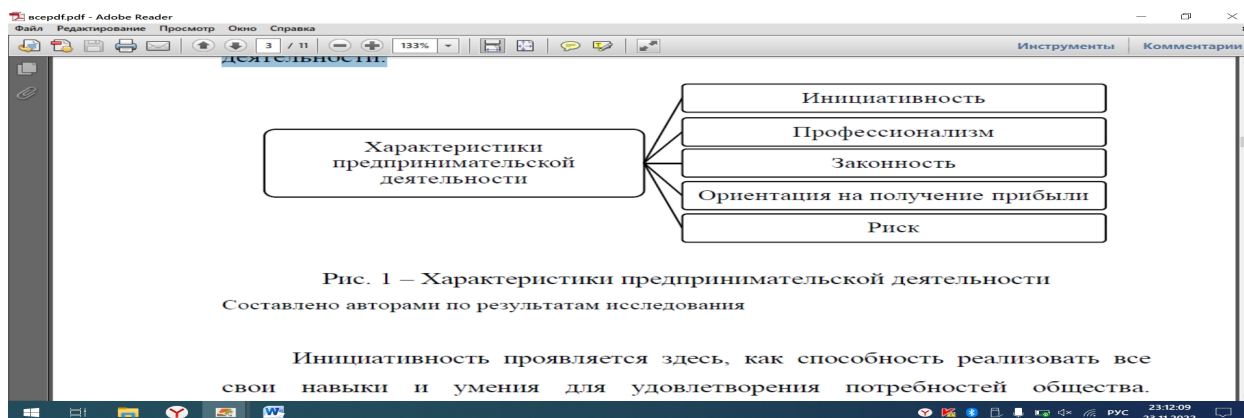 всеpdf.pdf - Adobe Reader
Файл Редактирование Просмотр Окно Справка
3 / 11 133% Инструменты Комментарии
деятельности.
Характеристики
предпринимательской
деятельности
Инициативность
Профессионализм
Законность
Ориентация на получение прибыли
Риск
Рис. 1 – Характеристики предпринимательской деятельности
Составлено авторами по результатам исследования
Инициативность проявляется здесь, как способность реализовать все
свои навыки и умения для удовлетворения потребностей общества.
РУС 23:12:09